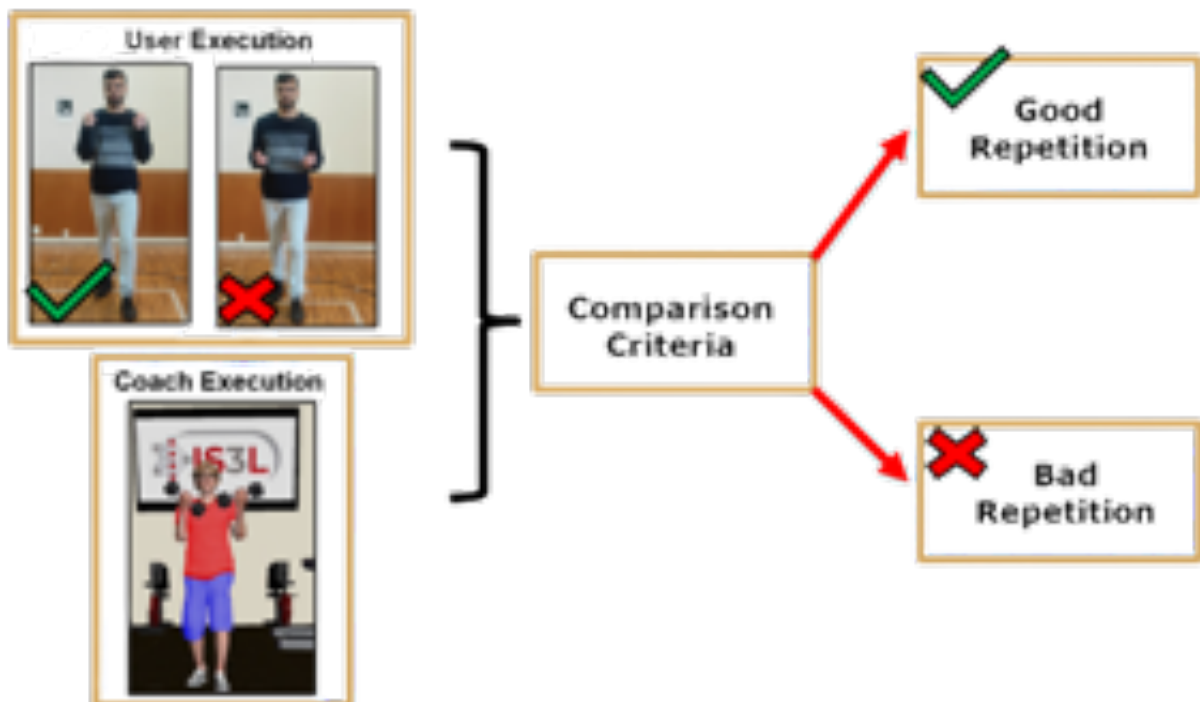 User Execution
Coach Execution
IS3L
Comparison
Criteria
Good
Repetition
Bad
Repetition